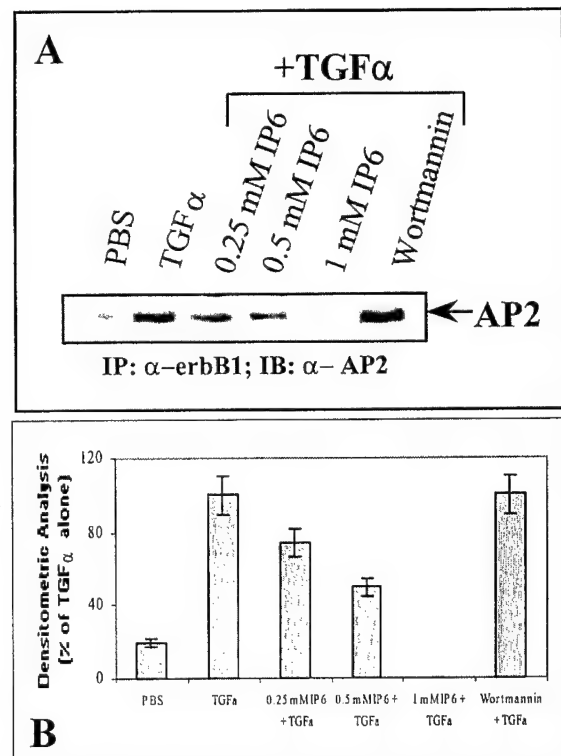 A
+TGFα
PBS
TGFα
0.25 mM IP6
0.5 mM IP6
1 mM IP6
Wortmannin
AP2
IP: α-erbB1; IB: α- AP2
Densitometric Analysis
(% of TGFα alone)
120
80
40
0
PBS
TGFa
0.25 mMIP6
+TGFa
0.5 mMIP6+
TGFa
1 mMIP6+
TGFa
Wortmannin
+TGFa
B